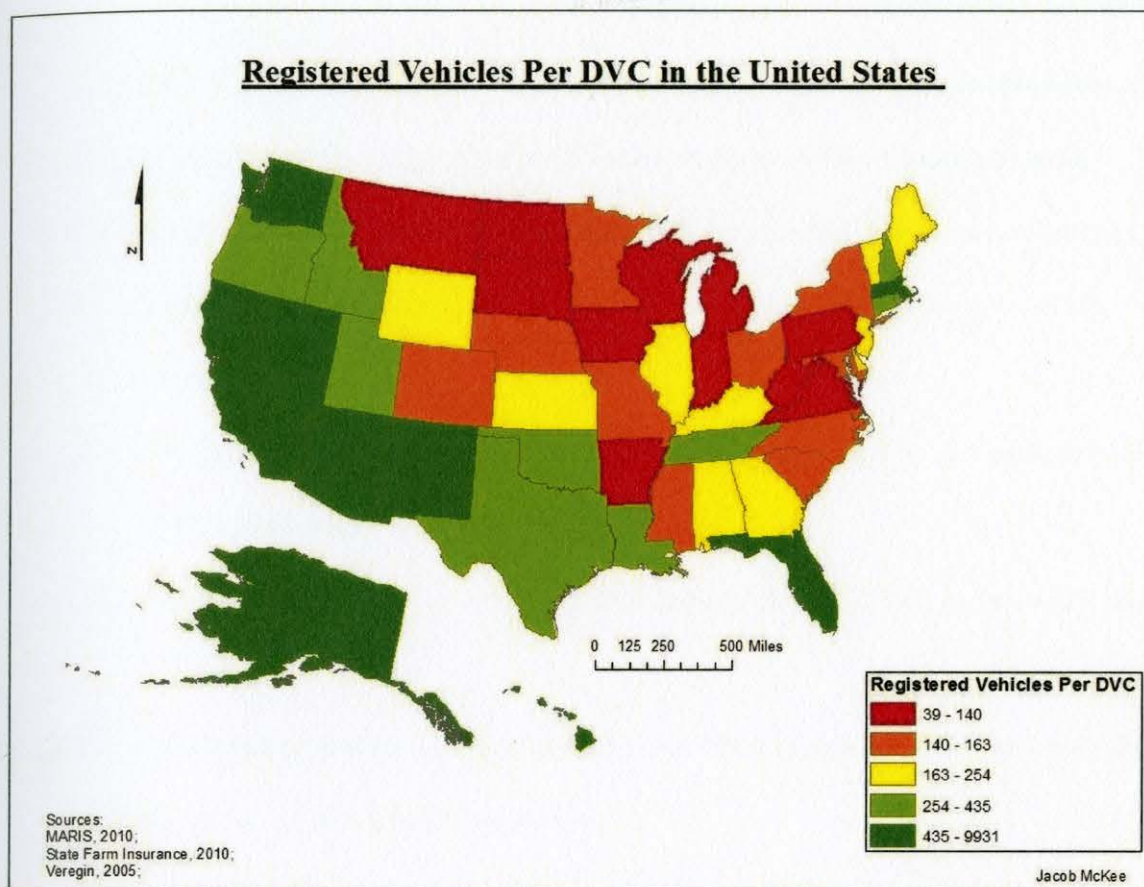 Registered Vehicles Per DVC in the United States
N
0 125 250 500 Miles
Registered Vehicles Per DVC
39 - 140
140 - 163
163 - 254
254 - 435
435 - 9931
Sources:
MARIS, 2010;
State Farm Insurance, 2010;
Veregin, 2005;
Jacob McKee